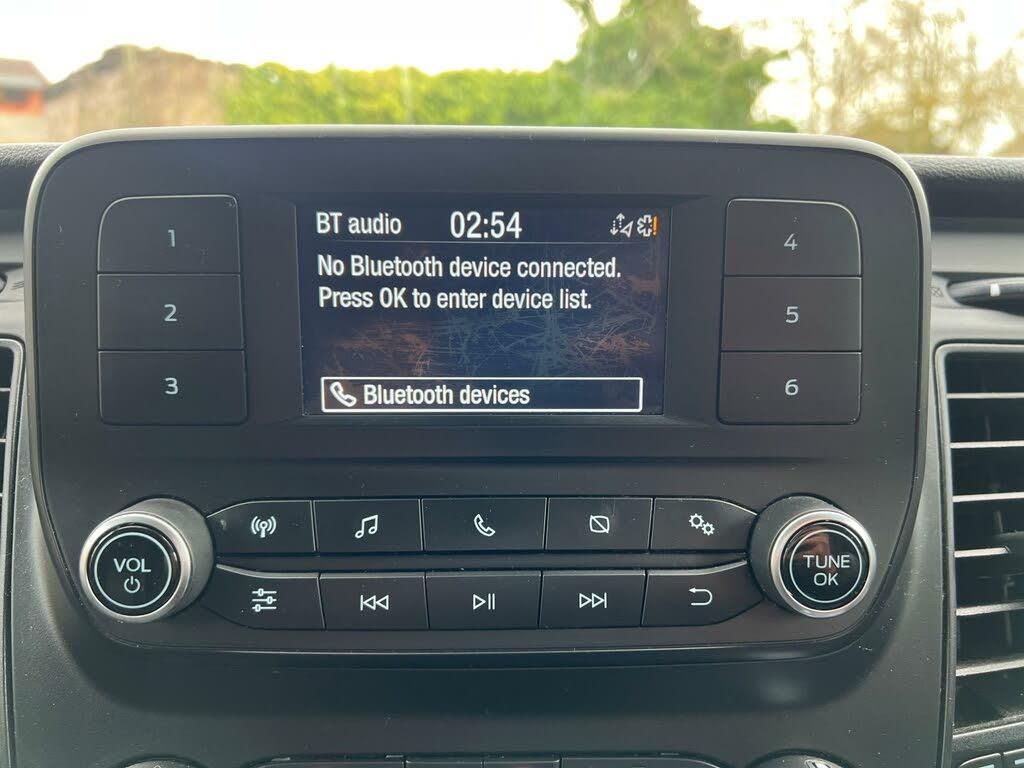 BT audio 02:54
No Bluetooth device connected.
Press OK to enter device list.
Bluetooth devices
1
2
3
4
5
6
VOL
TUNE
OK